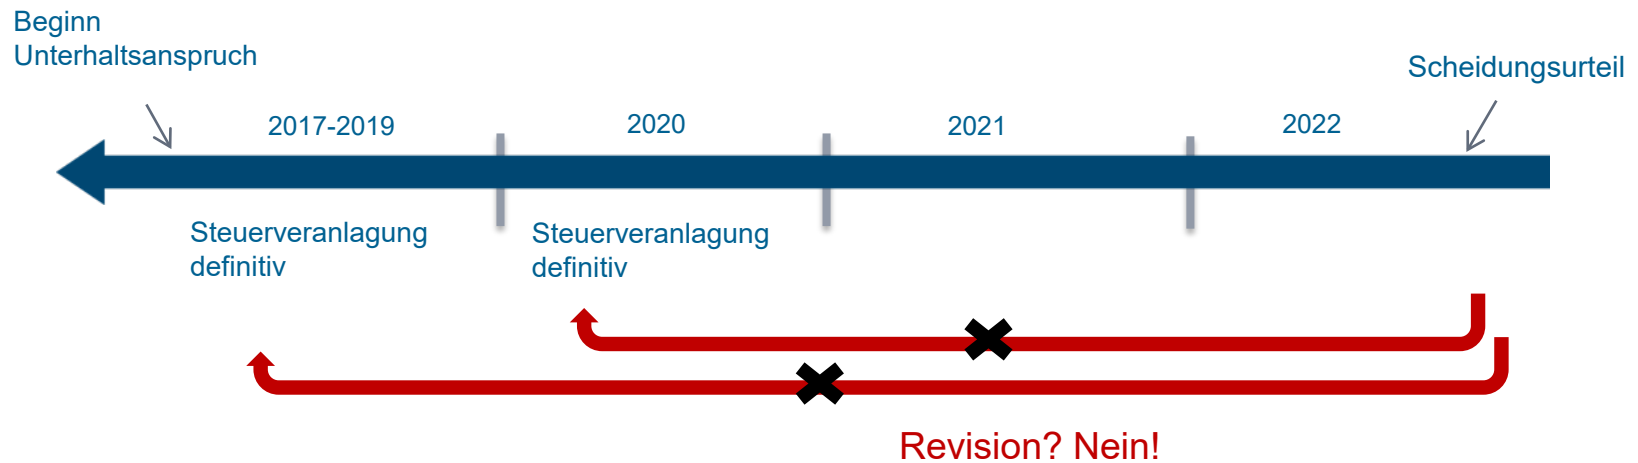 Beginn
Unterhaltsanspruch
Scheidungsurteil
2017-2019
2020
2021
2022
Steuerveranlagung
definitiv
Steuerveranlagung
definitiv
Revision? Nein!